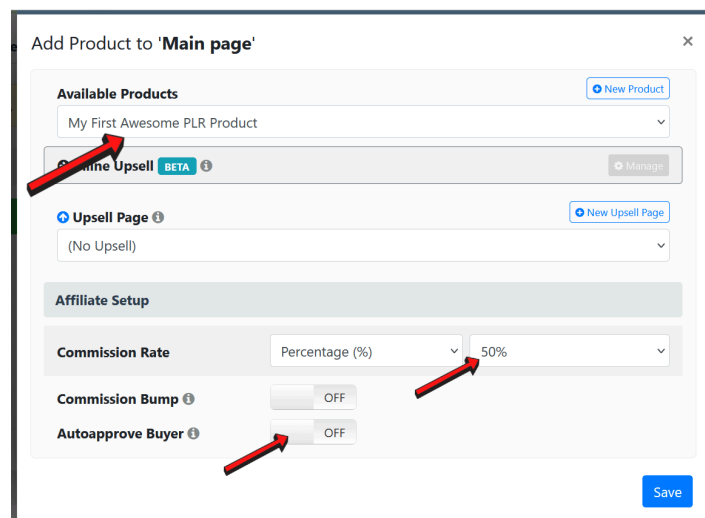 Add Product to 'Main page'
×
Available Products
New Product
My First Awesome PLR Product
Upsell BETA
Manage
Upsell Page
New Upsell Page
(No Upsell)
Affiliate Setup
Commission Rate
Percentage (%)
50%
Commission Bump
OFF
Autoapprove Buyer
OFF
Save